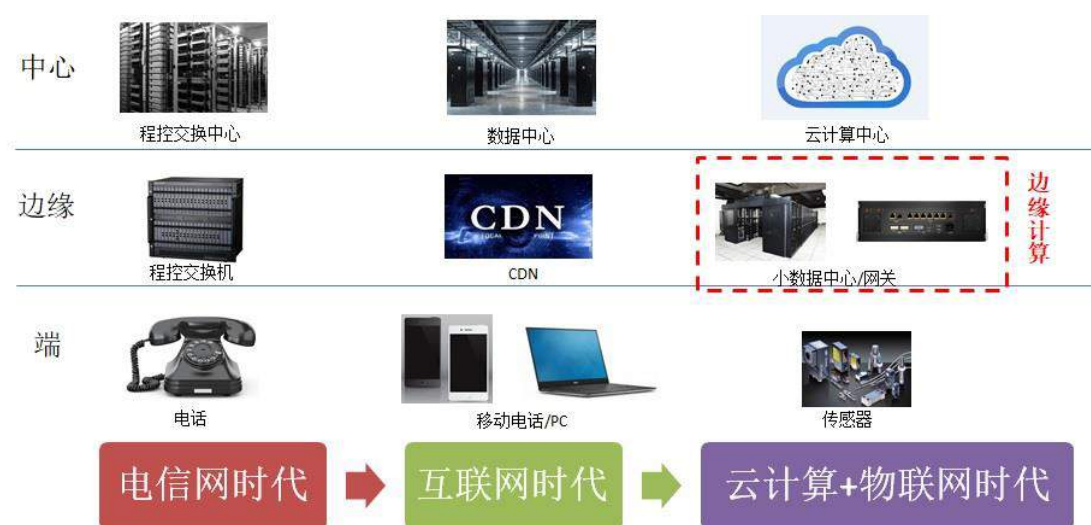 中心
程控交换中心
数据中心
云计算中心
边缘
程控交换机
CDN
LOCAL POINT
CDN
小数据中心/网关
边缘计算
端
电话
移动电话/PC
传感器
电信网时代
互联网时代
云计算+物联网时代